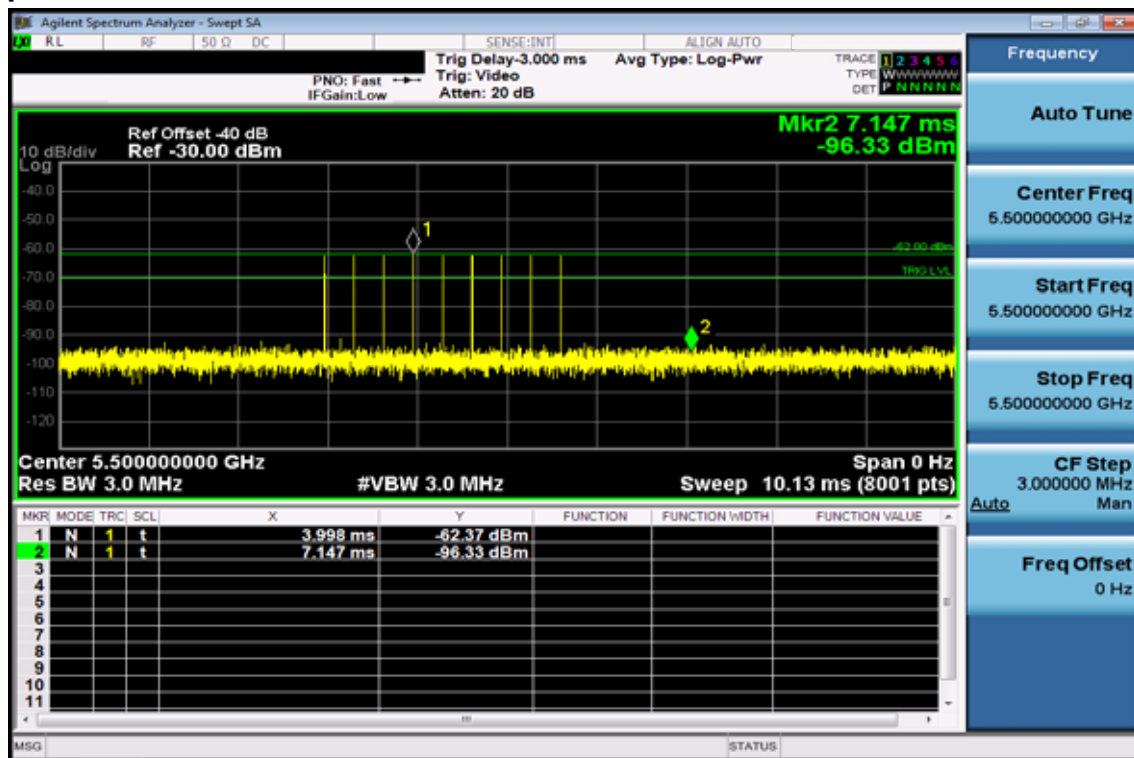 Agilent Spectrum Analyzer - Swept SA
RL RF 50 Ω DC SENSE:INT ALIGN AUTO
Trig Delay-3.000 ms Avg Type: Log-Pwr TRACE 1 2 3 4 5 6
PNO: Fast Trig: Video TYPE WWWWWW
IFGain:Low Atten: 20 dB DET P N N N N N
Frequency
Auto Tune
Center Freq
5.500000000 GHz
Start Freq
5.500000000 GHz
Stop Freq
5.500000000 GHz
CF Step
3.000000 MHz
Auto Man
Freq Offset
0 Hz
Mkr2 7.147 ms
-96.33 dBm
Ref Offset -40 dB
10 dB/div Ref -30.00 dBm
Log
-40.0
-50.0
1
-60.0
-62.00 dBm
-70.0
TRIG LVL
-80.0
-90.0
2
-100
-110
-120
Center 5.500000000 GHz Span 0 Hz
Res BW 3.0 MHz #VBW 3.0 MHz Sweep 10.13 ms (8001 pts)
MKR MODE TRC SCL X Y FUNCTION FUNCTION WIDTH FUNCTION VALUE
1 N 1 t 3.998 ms -62.37 dBm
2 N 1 t 7.147 ms -96.33 dBm
3
4
5
6
7
8
9
10
11
MSG STATUS